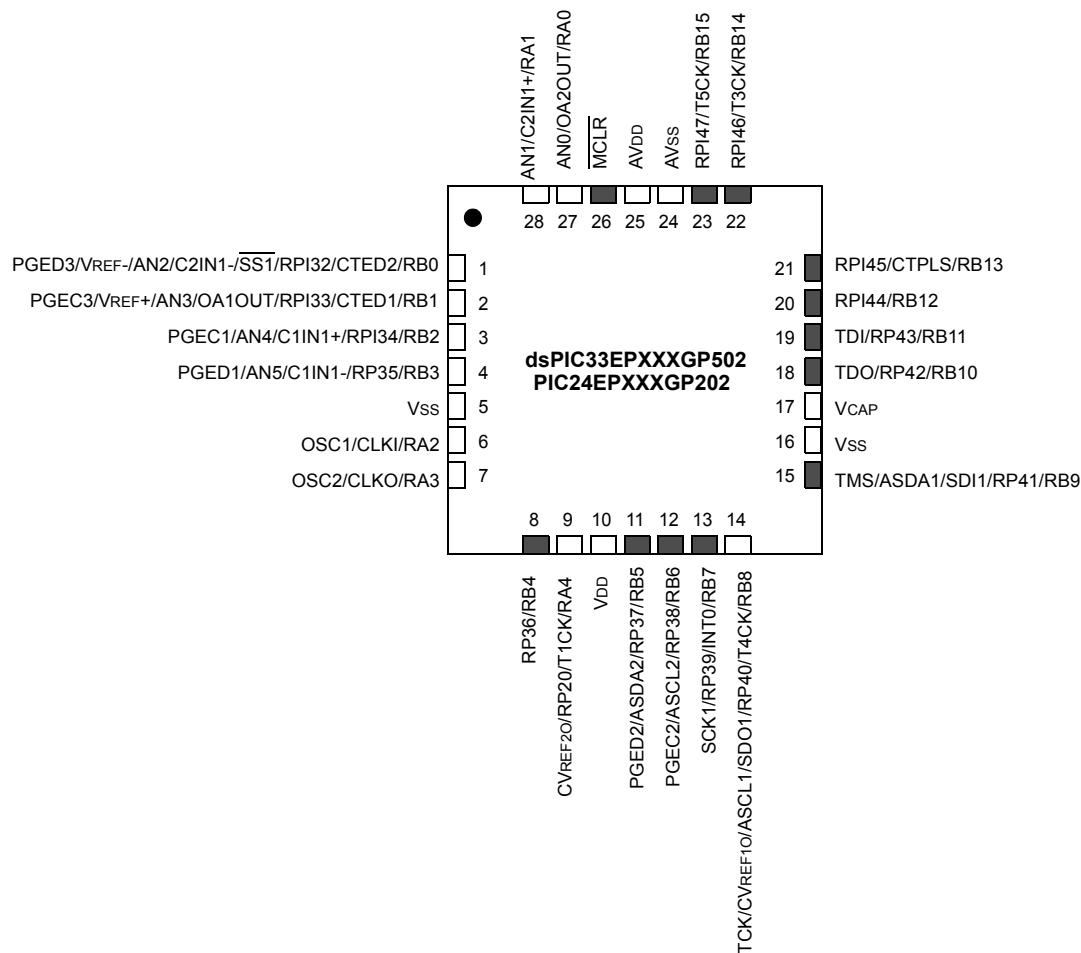 AN1/C2IN1+/RA1
AN0/OA2OUT/RA0
MCLR
AVDD
AVSS
RPI47/T5CK/RB15
RPI46/T3CK/RB14
28 27 26 25 24 23 22
PGED3/VREF-/AN2/C2IN1-/SS1/RPI32/CTED2/RB0 1
PGEC3/VREF+/AN3/OA1OUT/RPI33/CTED1/RB1 2
PGEC1/AN4/C1IN1+/RPI34/RB2 3
PGED1/AN5/C1IN1-/RP35/RB3 4
VSS 5
OSC1/CLKI/RA2 6
OSC2/CLKO/RA3 7
dsPIC33EPXXXGP502
PIC24EPXXXGP202
21 RPI45/CTPLS/RB13
20 RPI44/RB12
19 TDI/RP43/RB11
18 TDO/RP42/RB10
17 VCAP
16 VSS
15 TMS/ASDA1/SDI1/RP41/RB9
8 9 10 11 12 13 14
RP36/RB4
CVREF2O/RP20/T1CK/RA4
VDD
PGED2/ASDA2/RP37/RB5
PGEC2/ASCL2/RP38/RB6
SCK1/RP39/INT0/RB7
TCK/CVREF1O/ASCL1/SDO1/RP40/T4CK/RB8